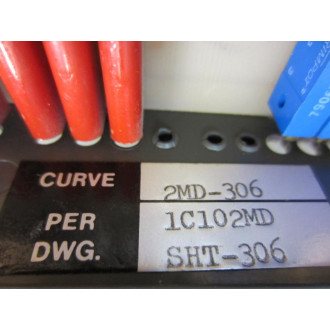 CURVE 2MD-306
PER 1C102MD
DWG. SHT-306